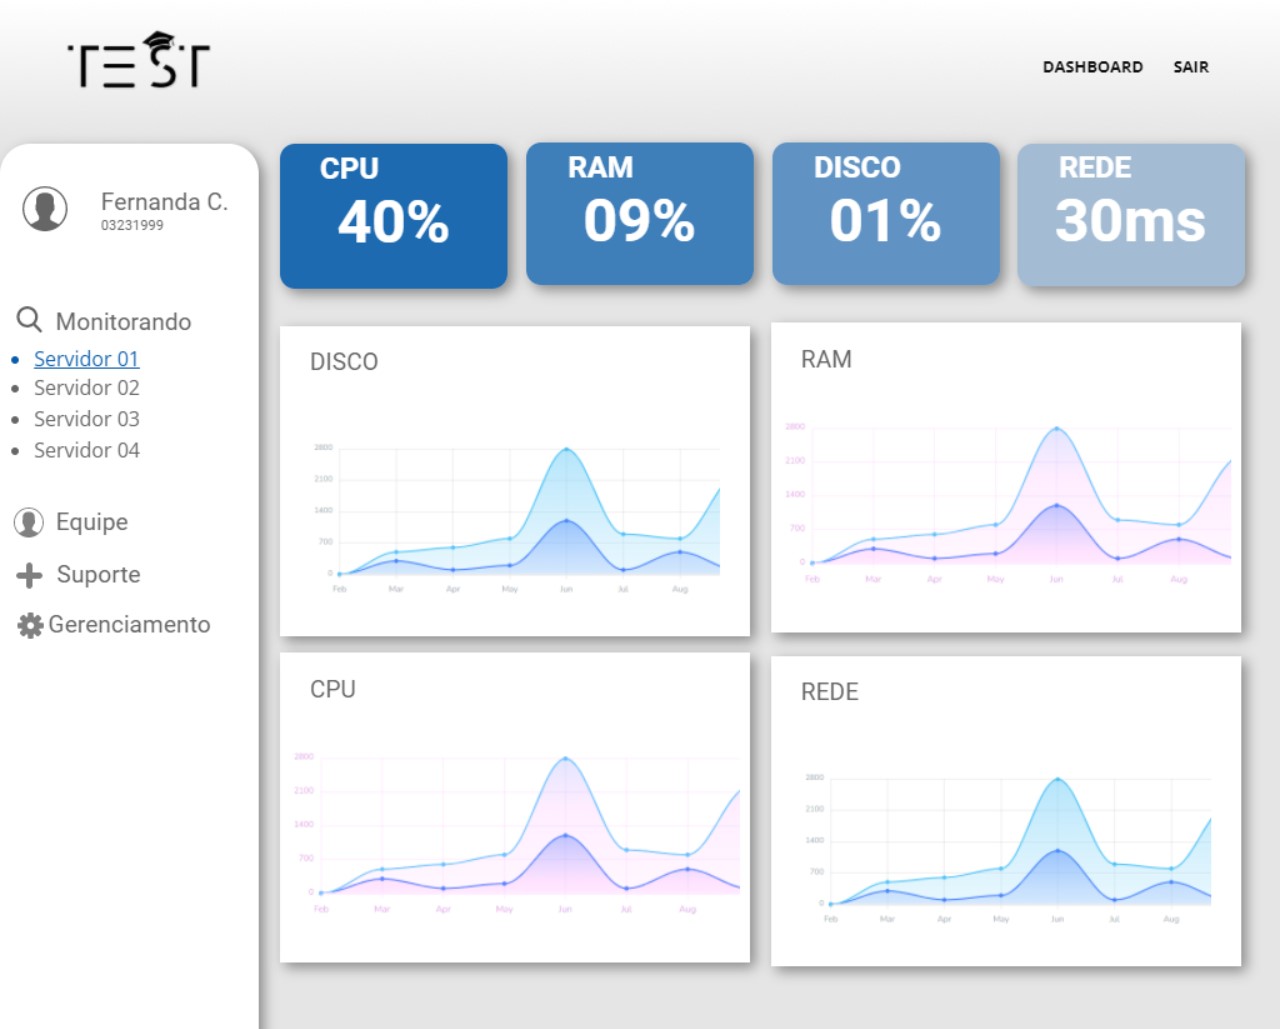 TEST
DASHBOARD SAIR
Fernanda C.
03231999
Monitorando
Servidor 01
Servidor 02
Servidor 03
Servidor 04
Equipe
Suporte
Gerenciamento
CPU
40%
RAM
09%
DISCO
01%
REDE
30ms
DISCO
2800
2100
1400
700
0
Feb Mar Apr May Jun Jul Aug
RAM
2800
2100
1400
700
0
Feb Mar Apr May Jun Jul Aug
CPU
2800
2100
1400
700
0
Feb Mar Apr May Jun Jul Aug
REDE
2800
2100
1400
700
0
Feb Mar Apr May Jun Jul Aug